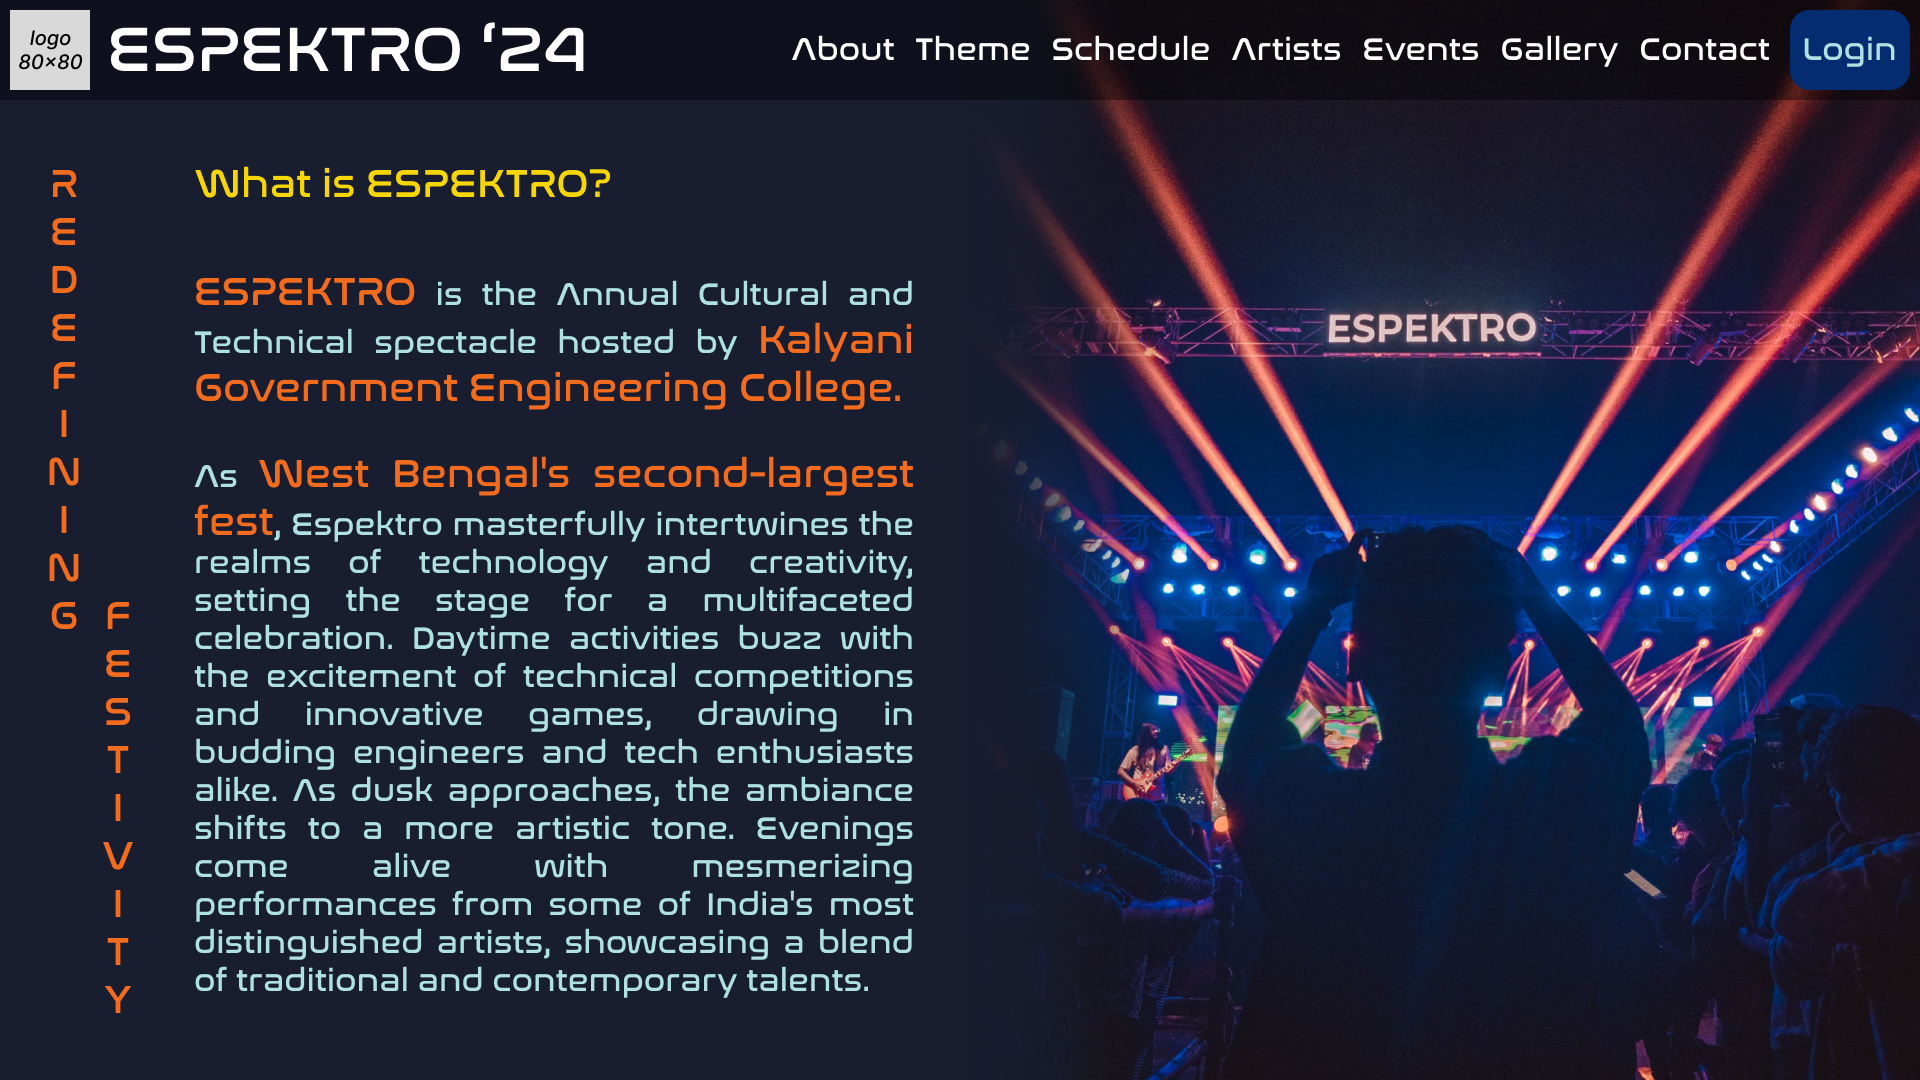 logo
80×80
ESPEKTRO ‘24
About Theme Schedule Artists Events Gallery Contact Login
REDEFINING
FESTIVITY
What is ESPEKTRO?
ESPEKTRO is the Annual Cultural and
Technical spectacle hosted by Kalyani
Government Engineering College.
As West Bengal's second-largest
fest, Espektro masterfully intertwines the
realms of technology and creativity,
setting the stage for a multifaceted
celebration. Daytime activities buzz with
the excitement of technical competitions
and innovative games, drawing in
budding engineers and tech enthusiasts
alike. As dusk approaches, the ambiance
shifts to a more artistic tone. Evenings
come alive with mesmerizing
performances from some of India's most
distinguished artists, showcasing a blend
of traditional and contemporary talents.
ESPEKTRO